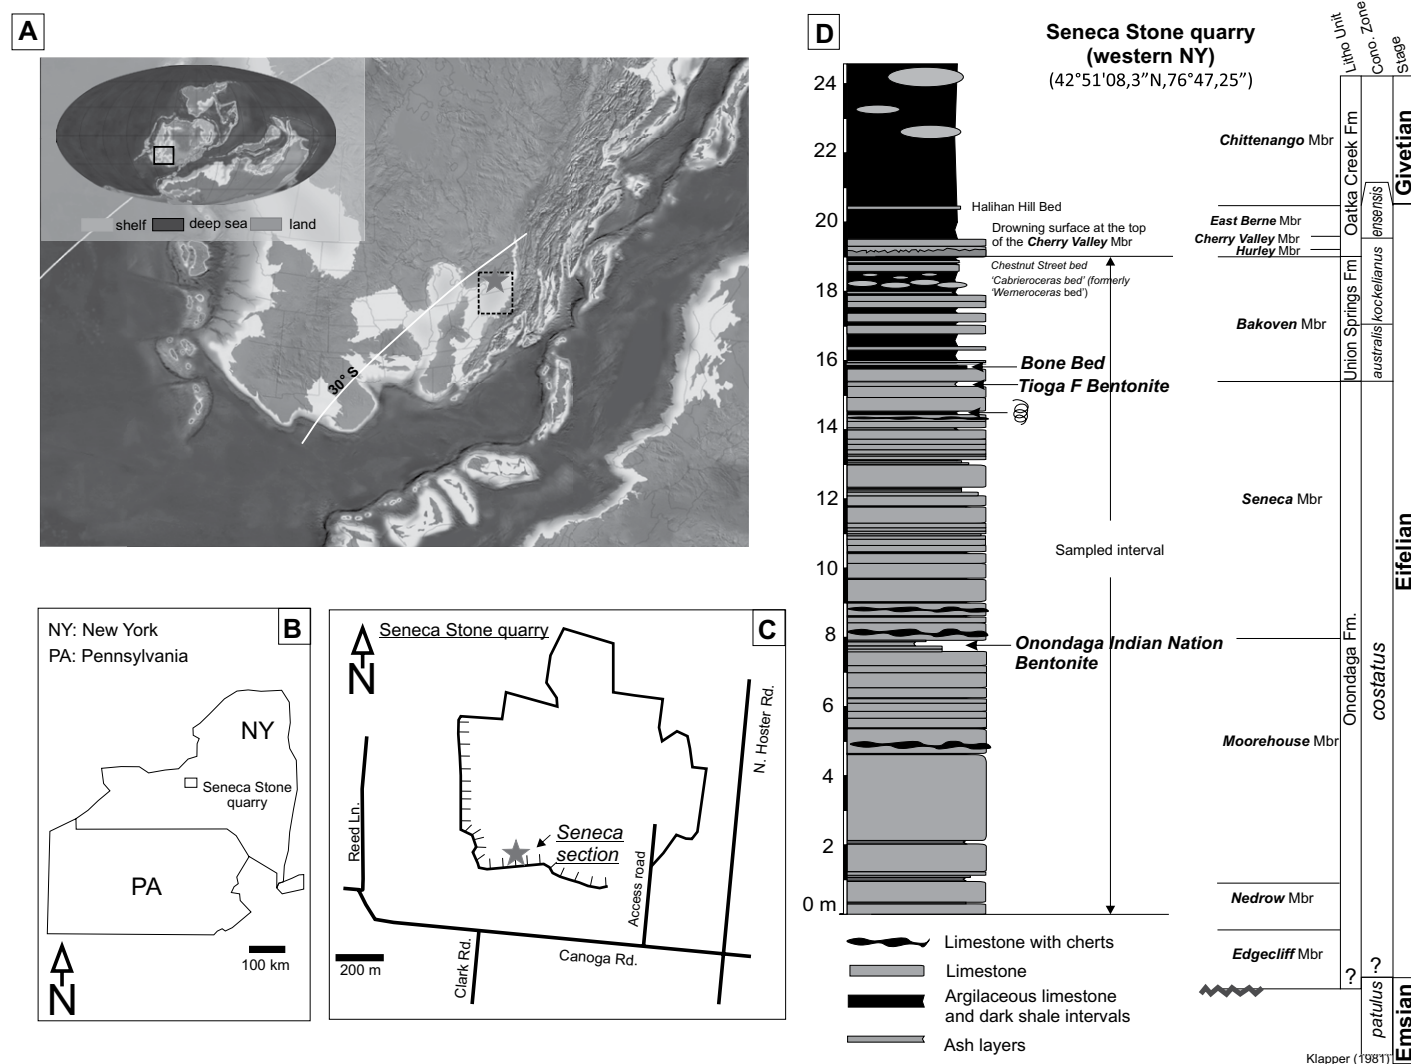 A
shelf
deep sea
land
30° S
B
NY: New York
PA: Pennsylvania
NY
Seneca Stone
quarry
PA
N
100 km
C
Seneca Stone quarry
N
N. Hoster Rd.
Reed Ln.
Seneca
section
Access road
Canoga Rd.
Clark Rd.
200 m
D
Seneca Stone quarry
(western NY)
(42°51'08,3”N,76°47,25”)
Litho Unit
Cono. Zone
Stage
24
22
20
18
16
14
12
10
8
6
4
2
0 m
Halihan Hill Bed
Drowning surface at the top
of the Cherry Valley Mbr
Chestnut Street bed
'Cabrieroceras bed' (formerly
'Werneroceras bed')
Bone Bed
Tioga F Bentonite
Sampled interval
Onondaga Indian Nation
Bentonite
Chittenango Mbr
East Berne Mbr
Cherry Valley Mbr
Hurley Mbr
Bakoven Mbr
Seneca Mbr
Moorehouse Mbr
Nedrow Mbr
Edgecliff Mbr
Oatka Creek Fm
Union Springs Fm
Onondaga Fm.
?
ensensis
kockelianus
australis
costatus
?
patulus
Givetian
Eifelian
Emsian
Klapper (1981)
Limestone with cherts
Limestone
Argilaceous limestone
and dark shale intervals
Ash layers